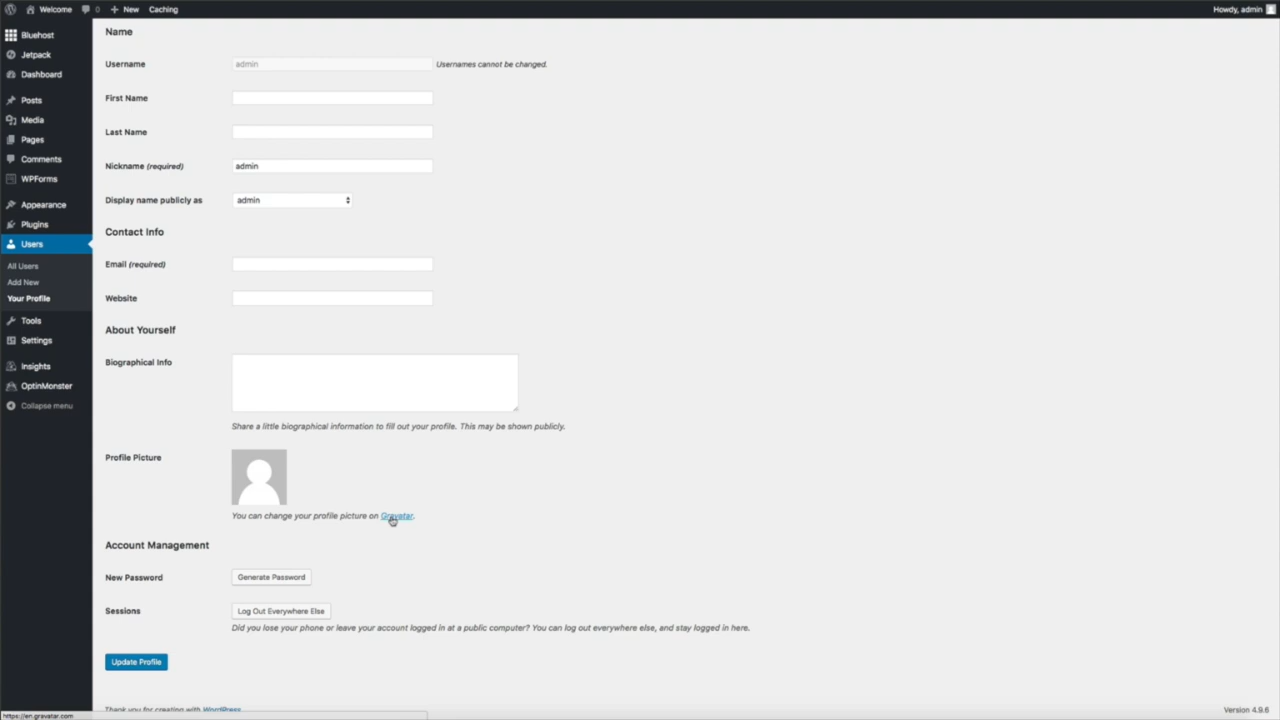 Welcome 0 New Caching Howdy, admin
Bluehost
Jetpack
Dashboard
Posts
Media
Pages
Comments
WPForms
Appearance
Plugins
Users
All Users
Add New
Your Profile
Tools
Settings
Insights
OptinMonster
Collapse menu
Name
Username admin Usernames cannot be changed.
First Name
Last Name
Nickname (required) admin
Display name publicly as admin
Contact Info
Email (required)
Website
About Yourself
Biographical Info
Share a little biographical information to fill out your profile. This may be shown publicly.
Profile Picture
You can change your profile picture on Gravatar.
Account Management
New Password Generate Password
Sessions Log Out Everywhere Else
Did you lose your phone or leave your account logged in at a public computer? You can log out everywhere else, and stay logged in here.
Update Profile
Thank you for creating with WordPress
Version 4.9.8
https://en.gravatar.com